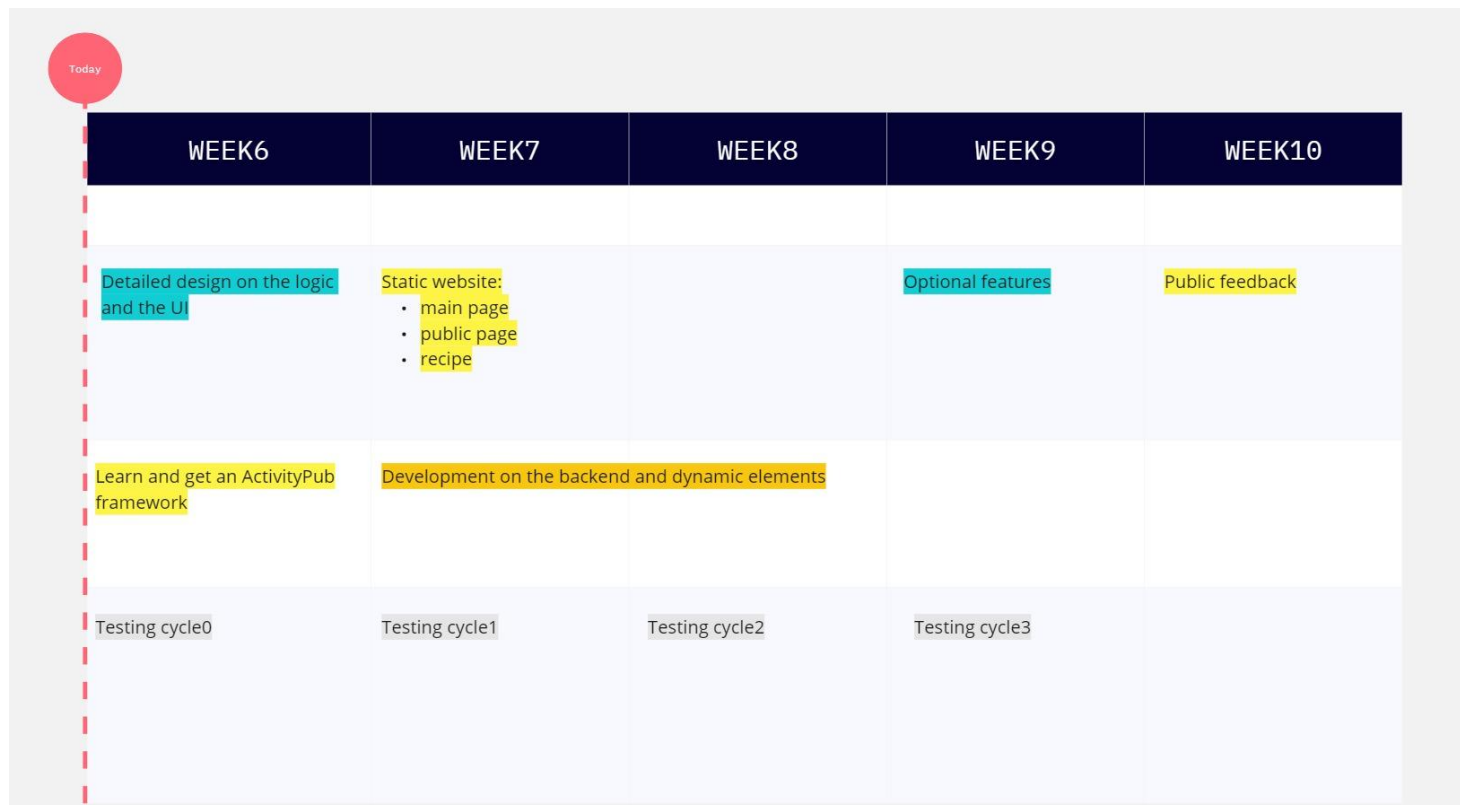 Today
WEEK6 WEEK7 WEEK8 WEEK9 WEEK10
Detailed design on the logic
and the UI
Static website:
• main page
• public page
• recipe
Optional features
Public feedback
Learn and get an ActivityPub
framework
Development on the backend and dynamic elements
Testing cycle0
Testing cycle1
Testing cycle2
Testing cycle3